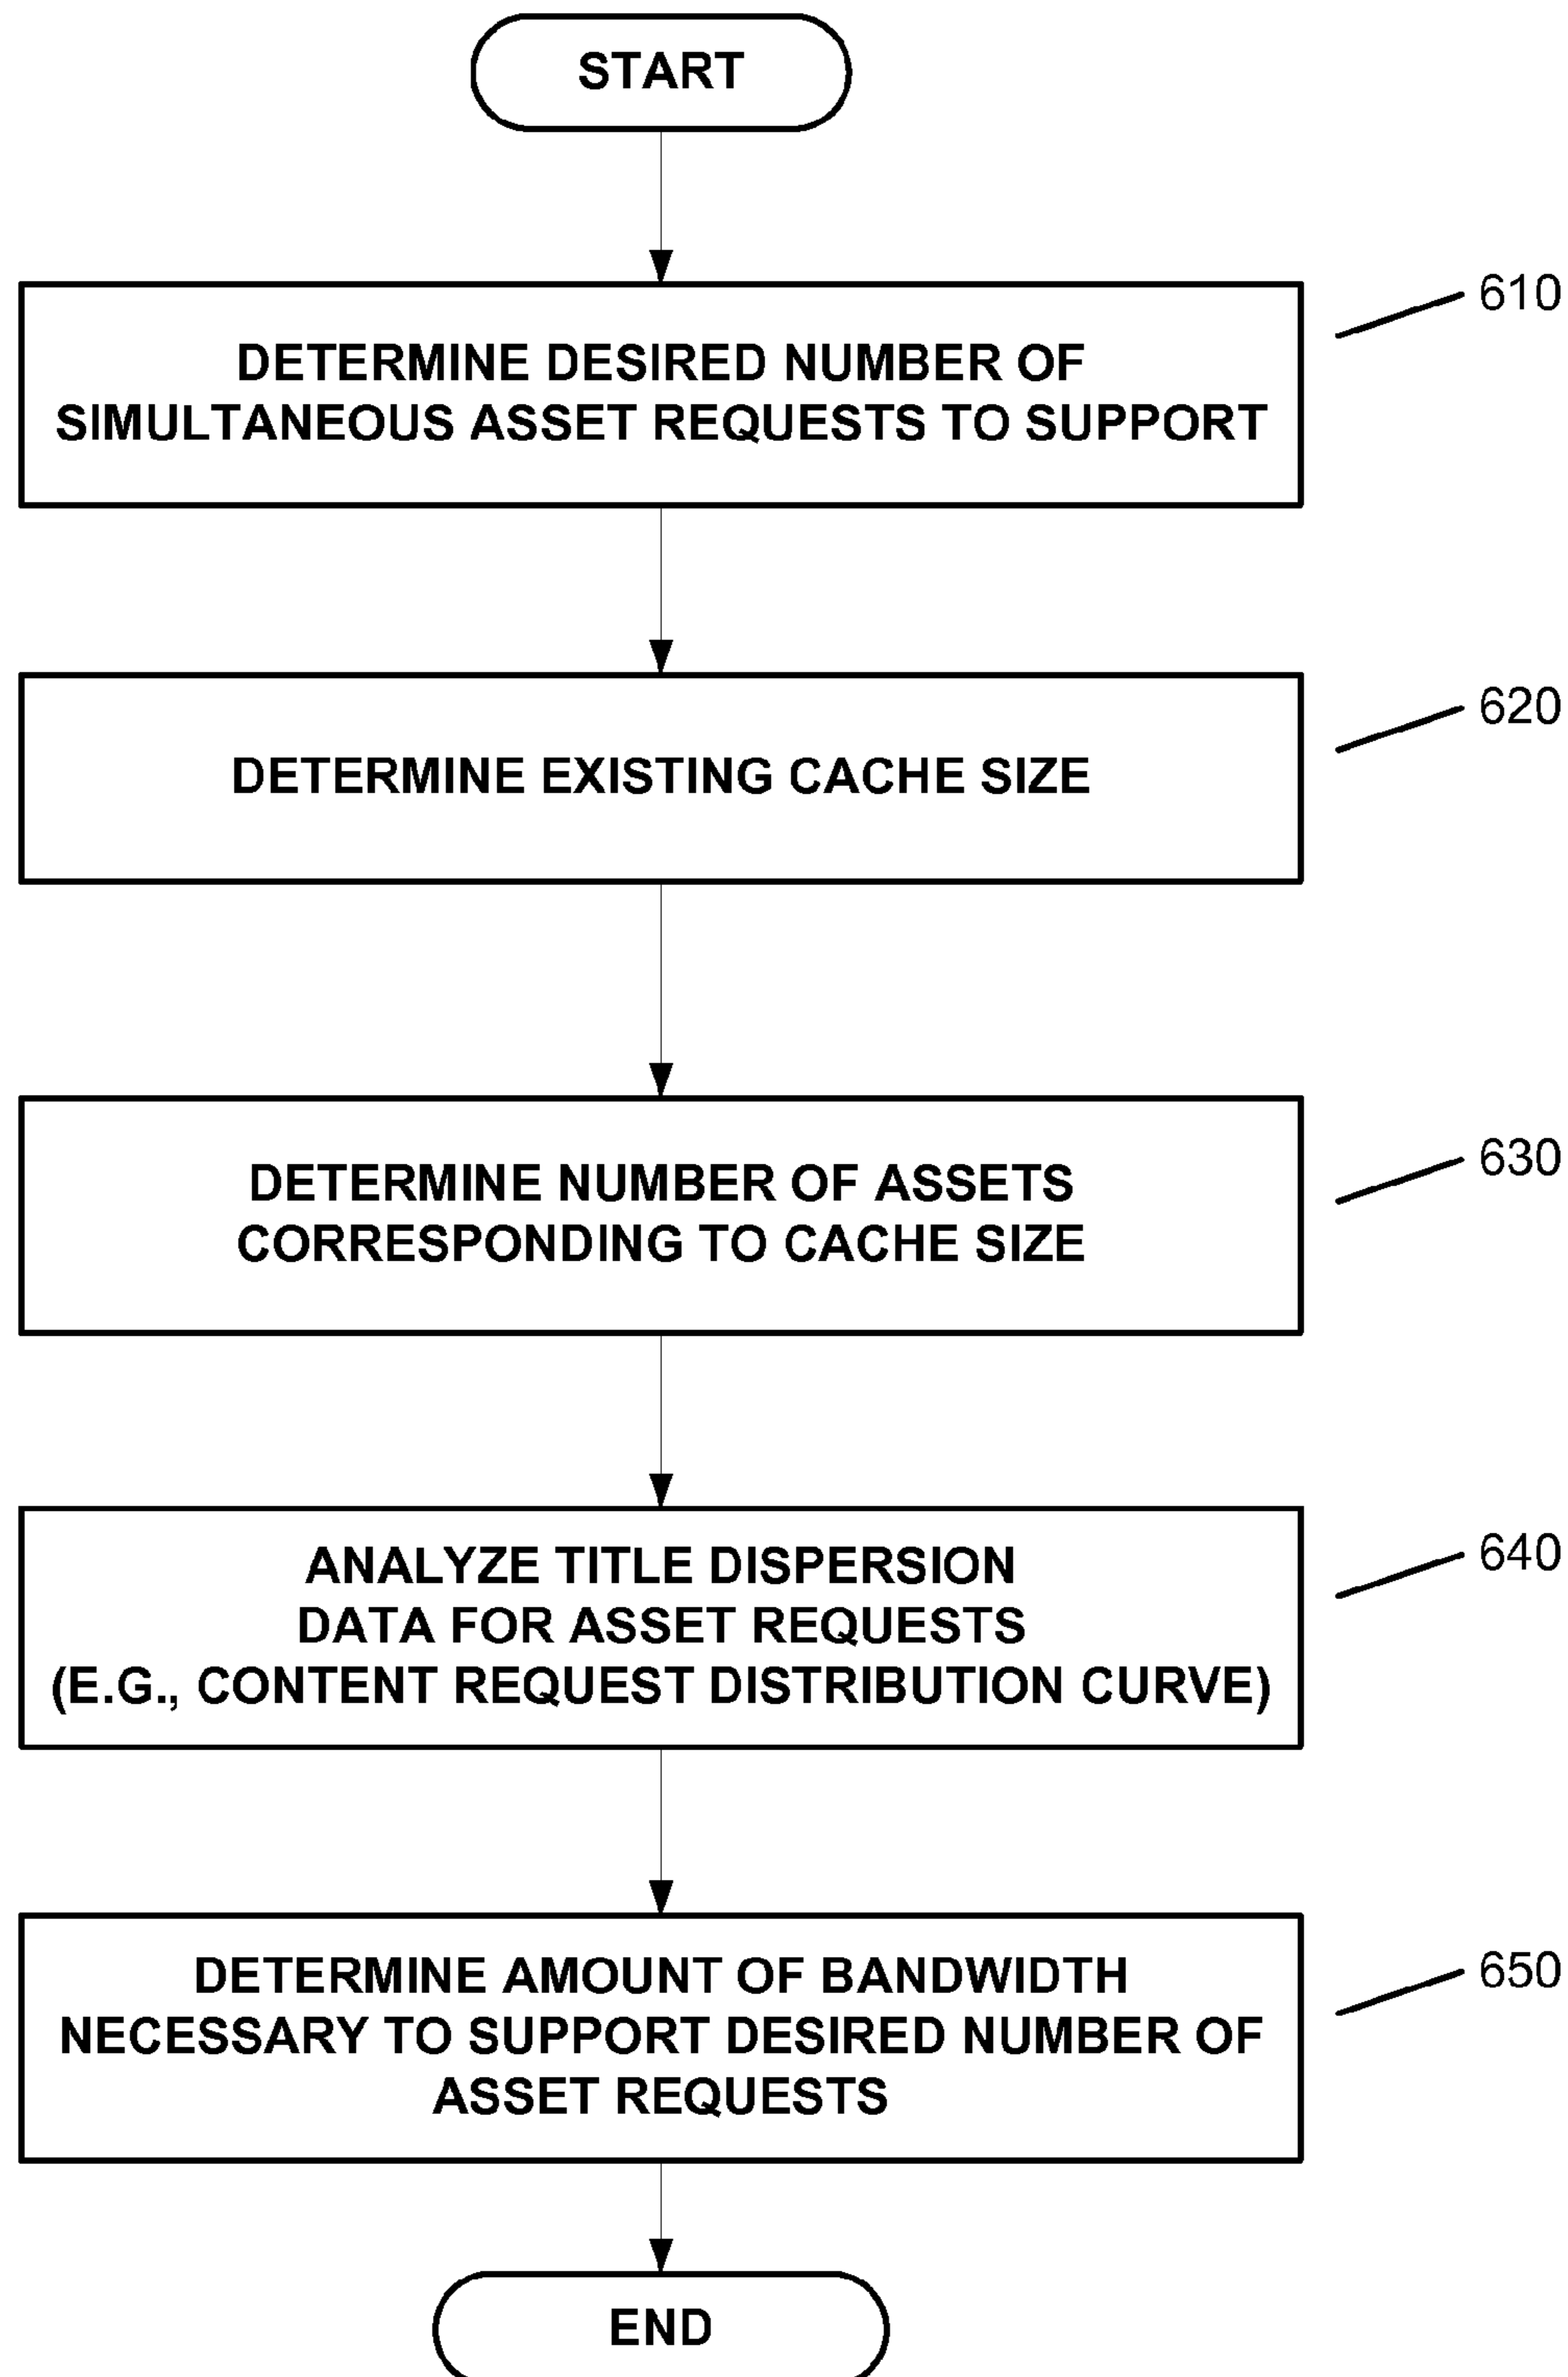 START
610
DETERMINE DESIRED NUMBER OF
SIMULTANEOUS ASSET REQUESTS TO SUPPORT
620
DETERMINE EXISTING CACHE SIZE
630
DETERMINE NUMBER OF ASSETS
CORRESPONDING TO CACHE SIZE
640
ANALYZE TITLE DISPERSION
DATA FOR ASSET REQUESTS
(E.G., CONTENT REQUEST DISTRIBUTION CURVE)
650
DETERMINE AMOUNT OF BANDWIDTH
NECESSARY TO SUPPORT DESIRED NUMBER OF
ASSET REQUESTS
END